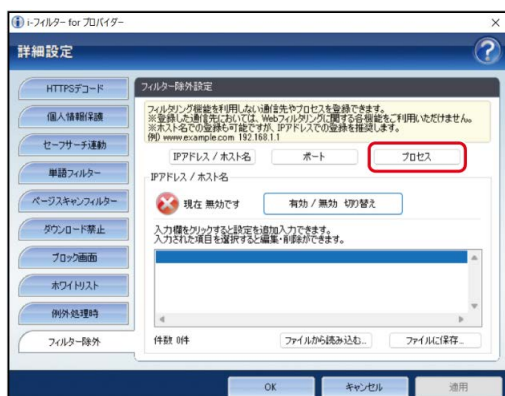 i-フィルター for プロバイダー
詳細設定
HTTPSデコード
個人情報保護
セーフサーチ連動
単語フィルター
ページスキャンフィルター
ダウンロード禁止
ブロック画面
ホワイトリスト
例外処理時
フィルター除外
フィルター除外設定
フィルタリング機能を利用しない通信先やプロセスを登録できます。
※登録した通信先においては、Webフィルタリングに関する各機能をご利用いただけません。
※ホスト名での登録も可能ですが、IPアドレスでの登録を推奨します。
例) www.example.com 192.168.1.1
IPアドレス / ホスト名
ポート
プロセス
IPアドレス / ホスト名
現在 無効です
有効 / 無効 切り替え
入力欄をクリックすると設定を追加入力できます。
入力された項目を選択すると編集・削除ができます。
件数 0件
ファイルから読み込む...
ファイルに保存...
OK
キャンセル
適用